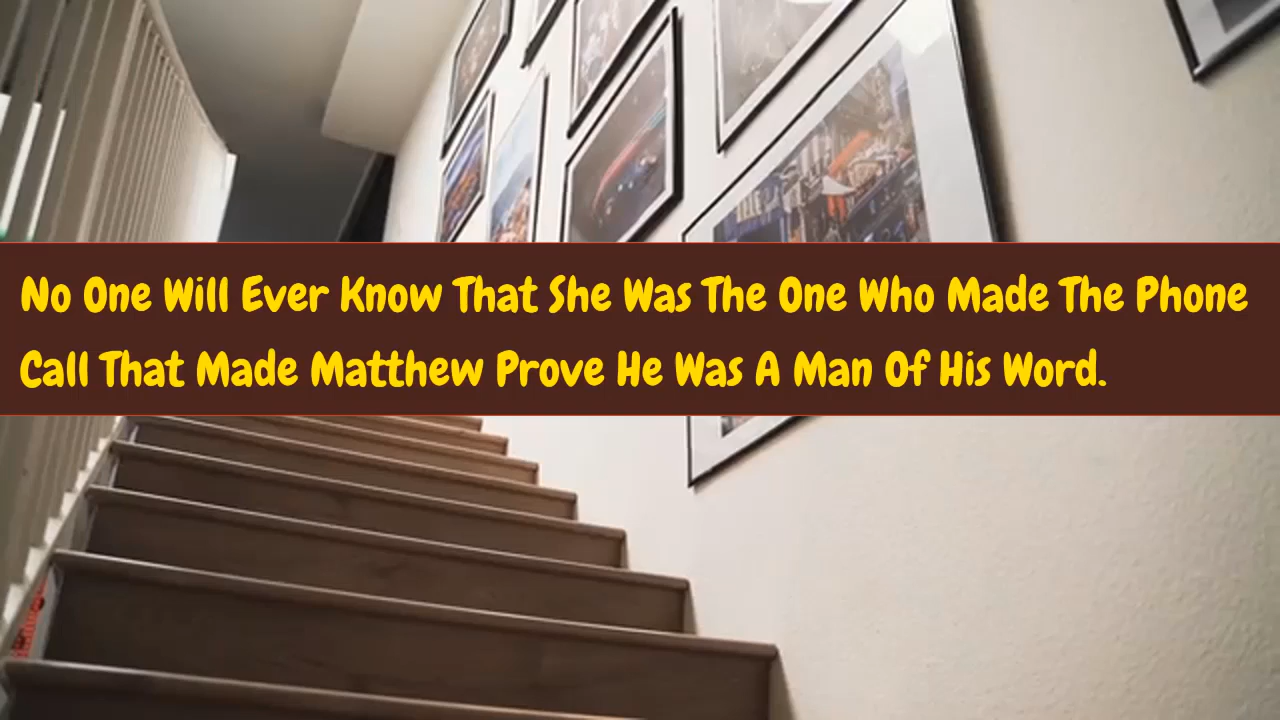 No One Will Ever Know That She Was The One Who Made The Phone
Call That Made Matthew Prove He Was A Man Of His Word.